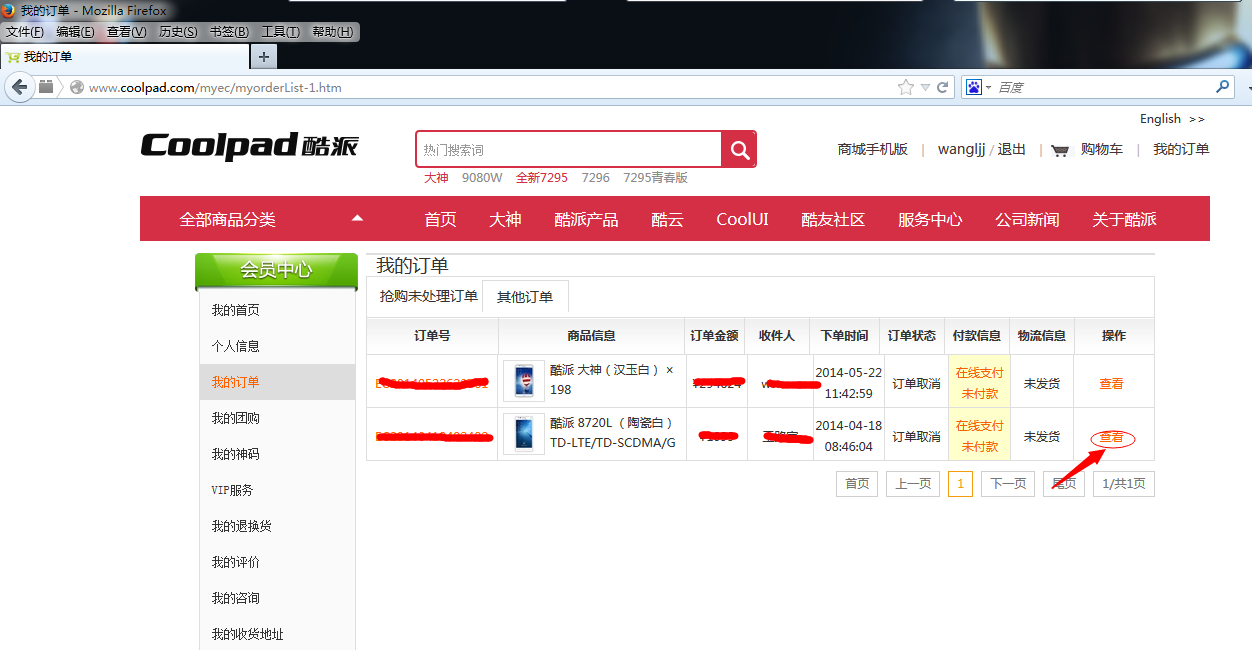 我的订单 - Mozilla Firefox
文件(F) 编辑(E) 查看(V) 历史(S) 书签(B) 工具(T) 帮助(H)
我的订单 +
www.coolpad.com/myec/myorderList-1.htm 百度
English >>
Coolpad 酷派 热门搜索词 商城手机版 | wangljj / 退出 | 购物车 | 我的订单
大神 9080W 全新7295 7296 7295青春版
全部商品分类 首页 大神 酷派产品 酷云 CoolUI 酷友社区 服务中心 公司新闻 关于酷派
会员中心
我的首页
个人信息
我的订单
我的团购
我的神码
VIP服务
我的退换货
我的评价
我的咨询
我的收货地址
我的订单
抢购未处理订单 其他订单
订单号 商品信息 订单金额 收件人 下单时间 订单状态 付款信息 物流信息 操作
酷派 大神（汉玉白） × 2014-05-22 在线支付
198 11:42:59 订单取消 未付款 未发货 查看
酷派 8720L （陶瓷白） 2014-04-18 在线支付
TD-LTE/TD-SCDMA/G 08:46:04 订单取消 未付款 未发货 查看
首页 上一页 1 下一页 尾页 1/共1页